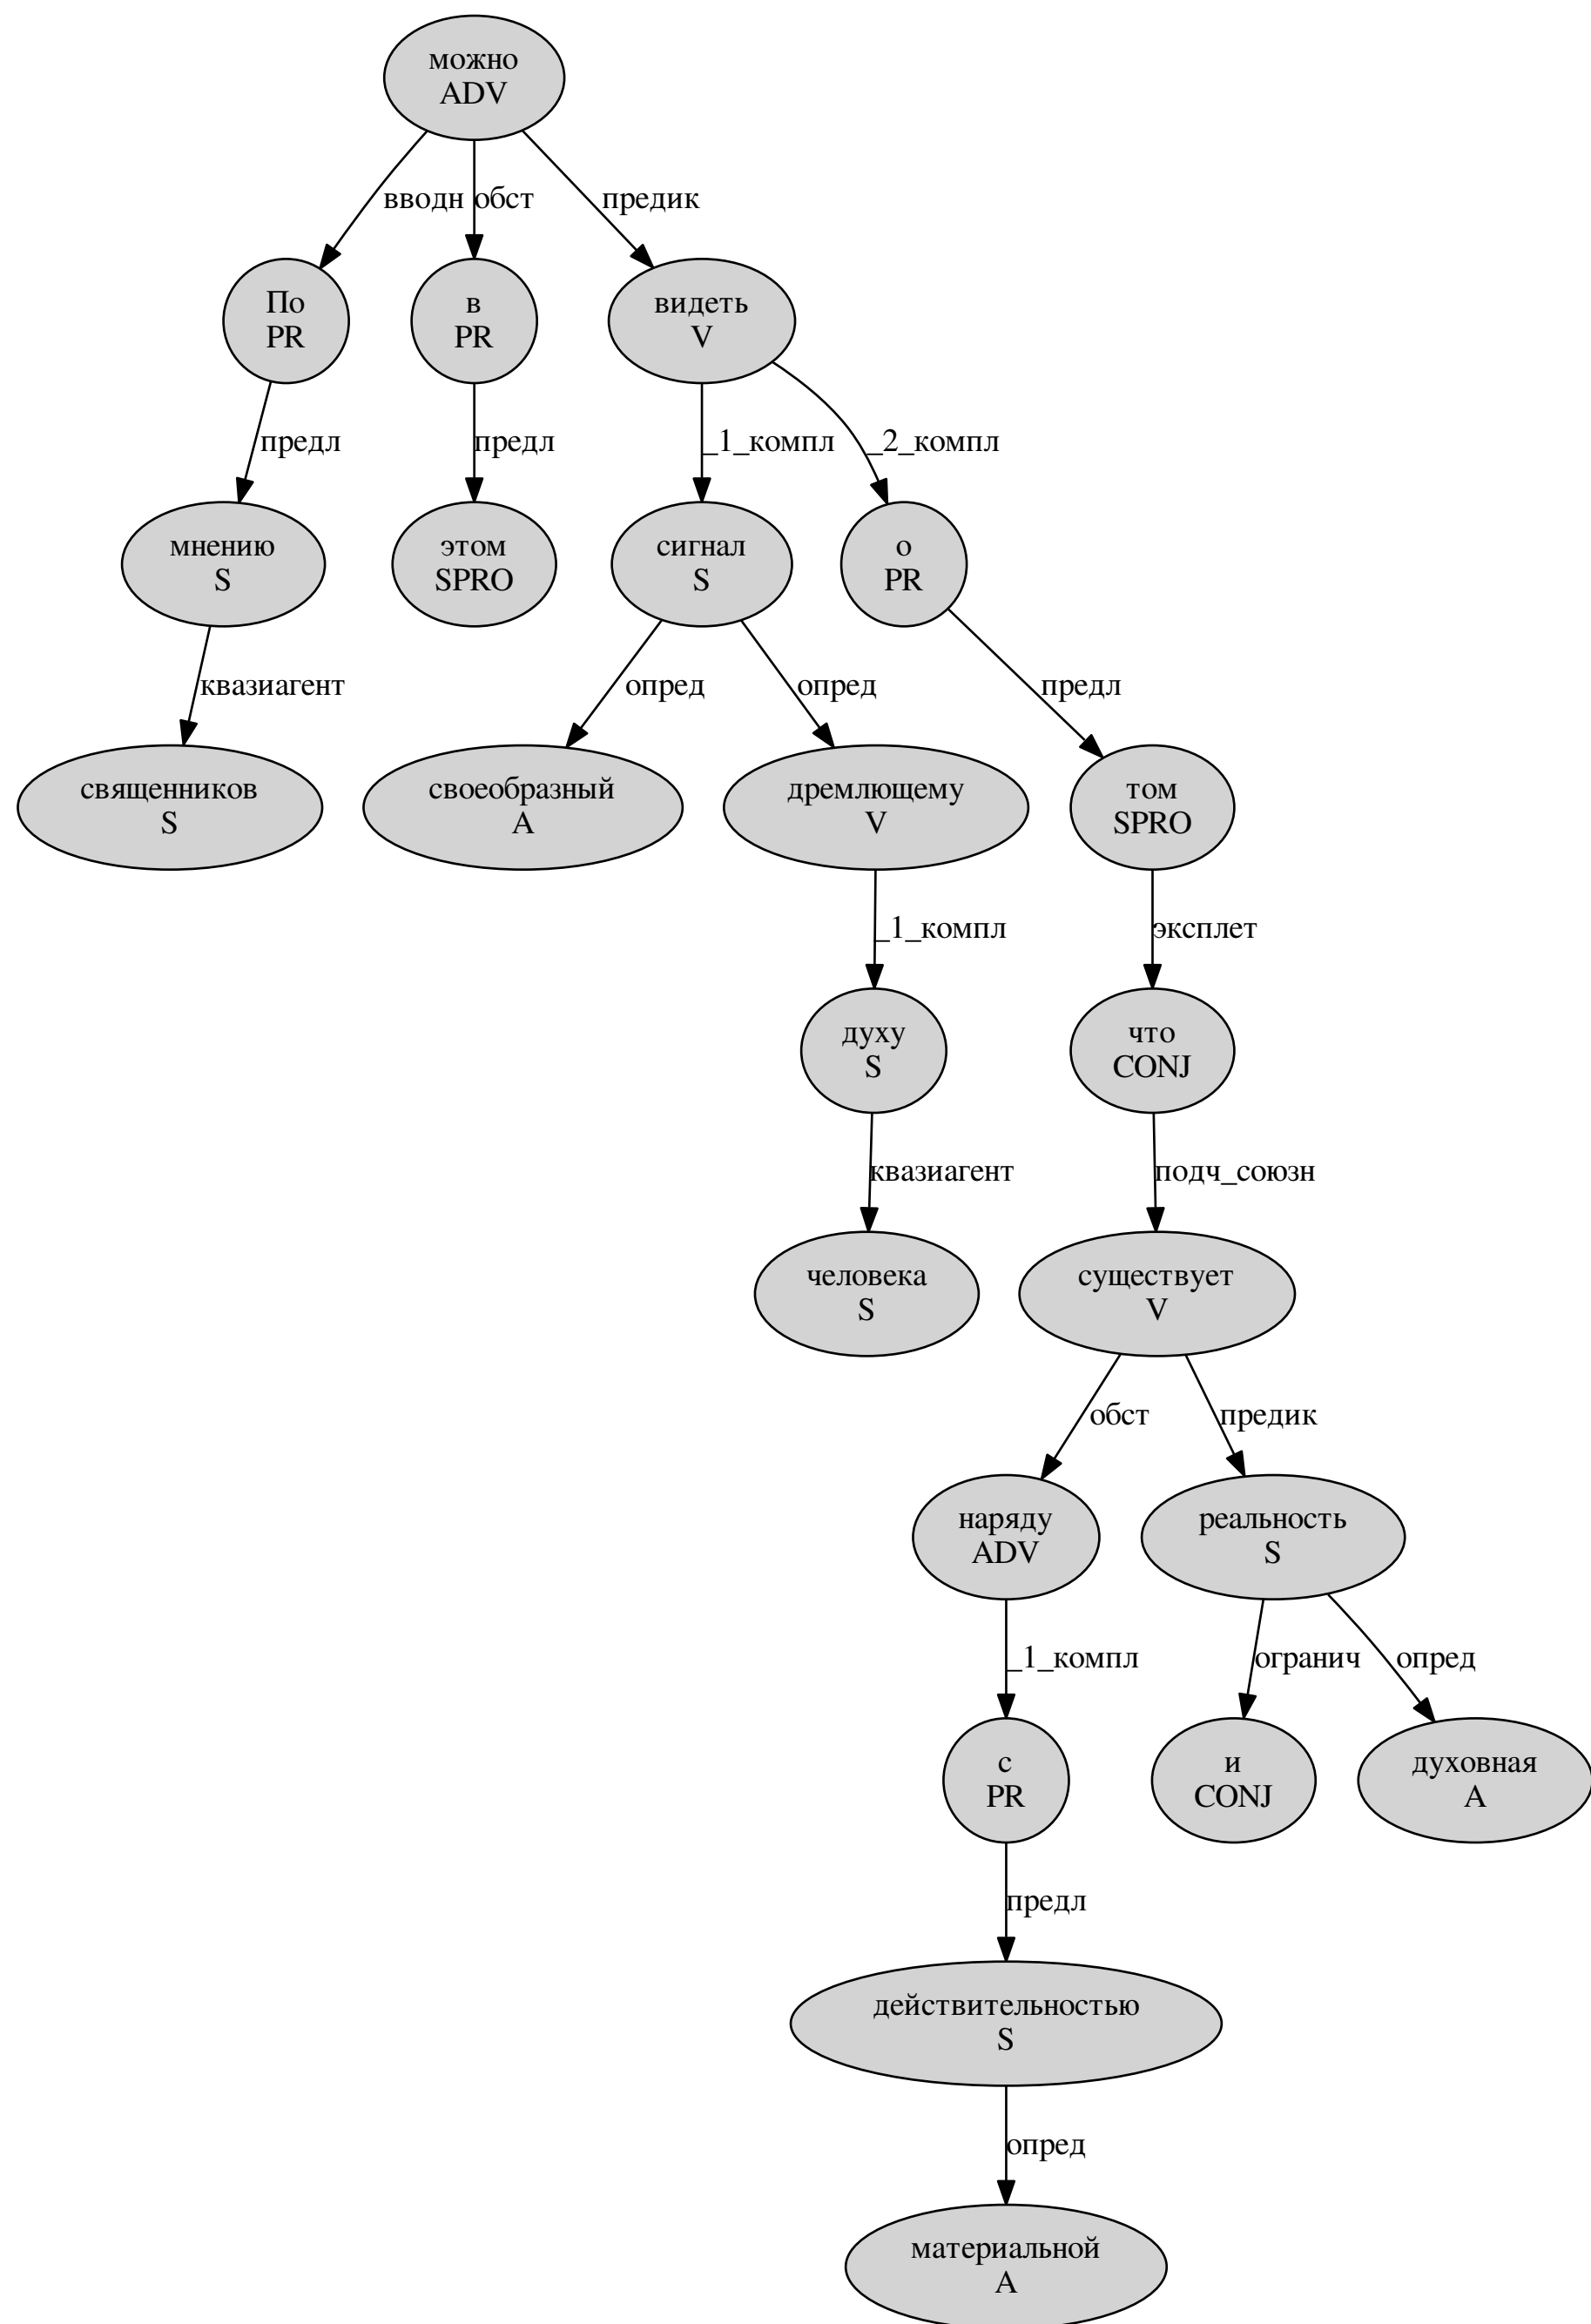 можно
ADV
вводн
обст
предик
По
PR
в
PR
видеть
V
предл
предл
_1_компл
_2_компл
мнению
S
этом
SPRO
сигнал
S
о
PR
квазиагент
опред
опред
предл
священников
S
своеобразный
A
дремлющему
V
том
SPRO
_1_компл
эксплет
духу
S
что
CONJ
квазиагент
подч_союзн
человека
S
существует
V
обст
предик
наряду
ADV
реальность
S
_1_компл
огранич
опред
с
PR
и
CONJ
духовная
A
предл
действительностью
S
опред
материальной
A